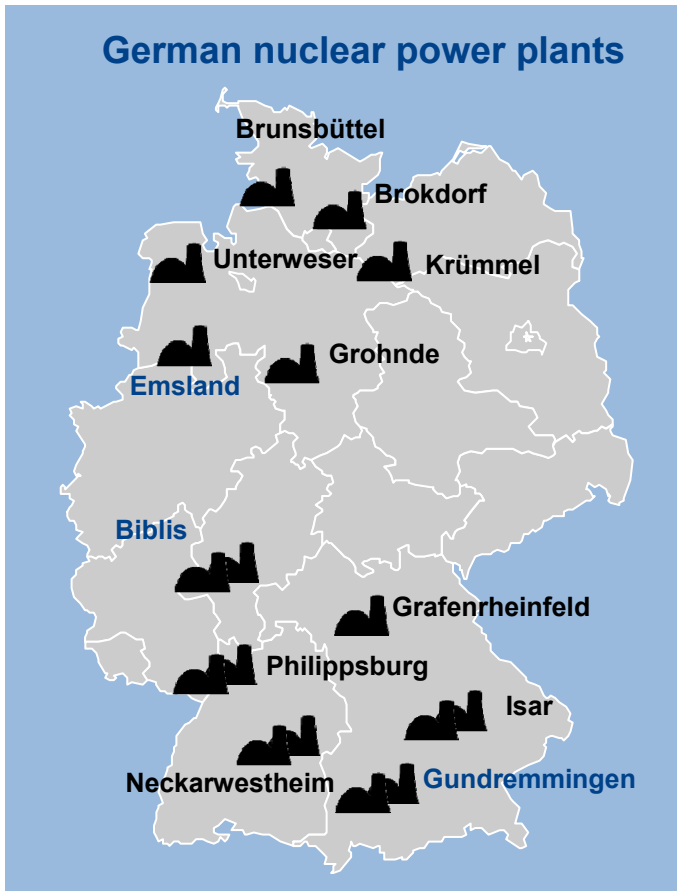 German nuclear power plants
Brunsbüttel
Brokdorf
Unterweser
Krümmel
Grohnde
Emsland
Biblis
Grafenrheinfeld
Philippsburg
Isar
Neckarwestheim
Gundremmingen